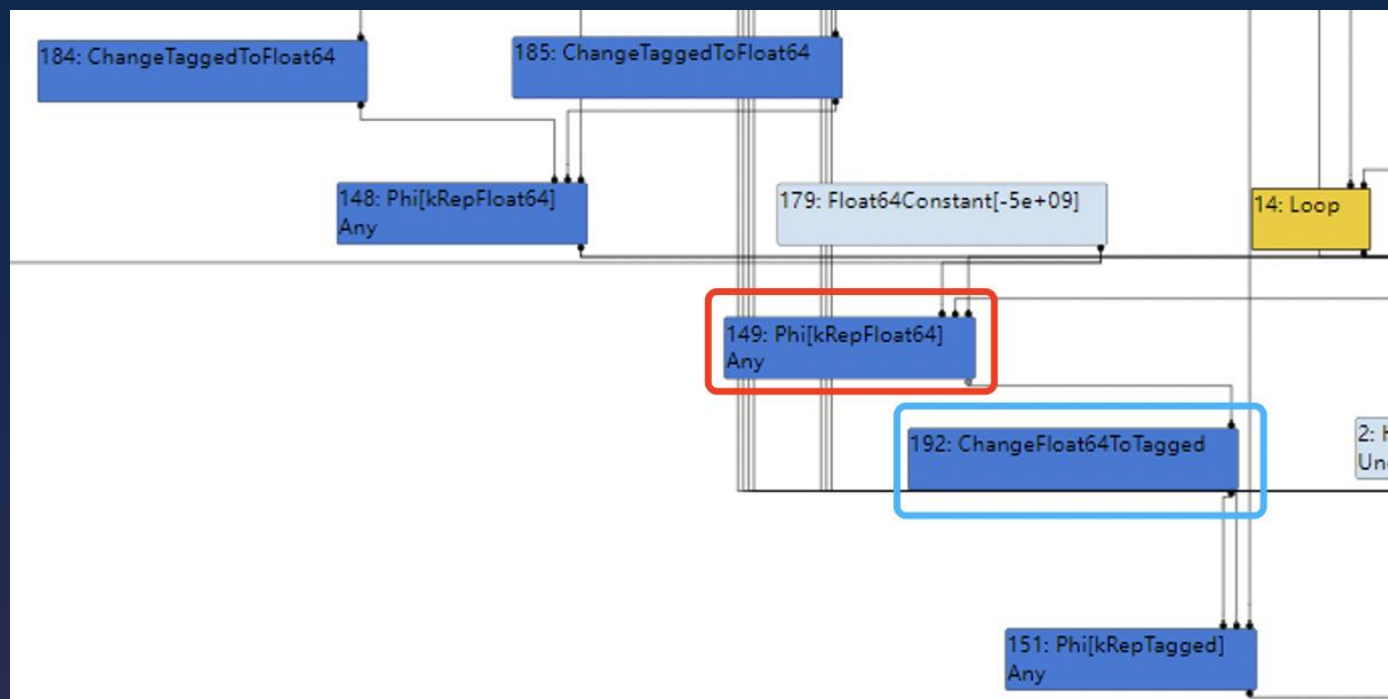 184: ChangeTaggedToFloat64
185: ChangeTaggedToFloat64
148: Phi[kRepFloat64]
Any
179: Float64Constant[-5e+09]
14: Loop
149: Phi[kRepFloat64]
Any
192: ChangeFloat64ToTagged
2:
151: Phi[kRepTagged]
Any